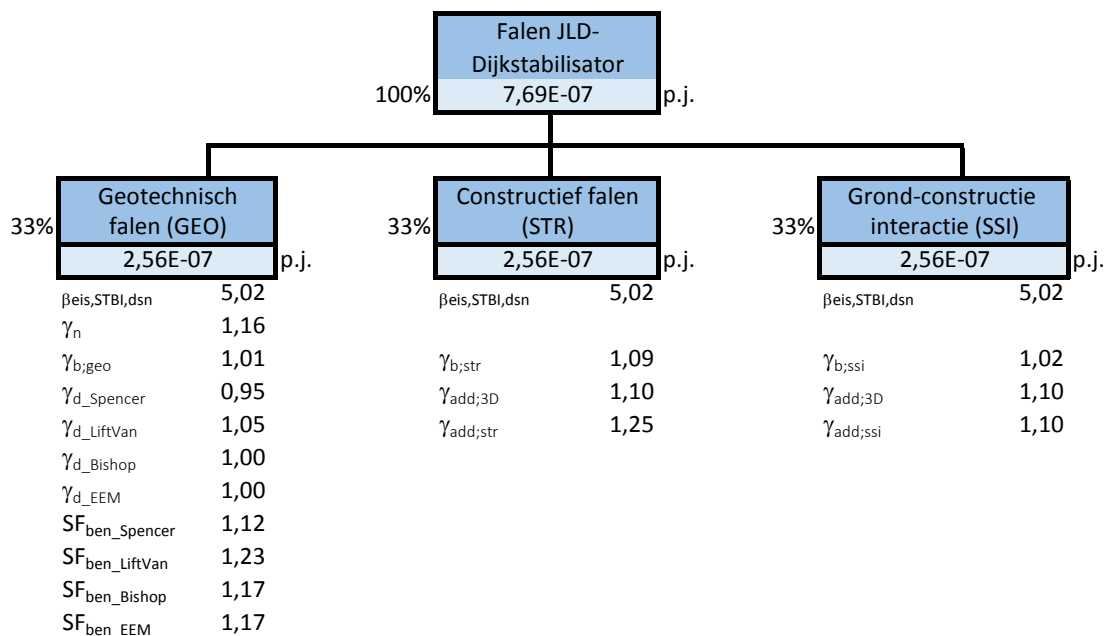 Falen JLD-
Dijkstabilisator
100% 7,69E-07 p.j.
Geotechnisch
falen (GEO)
33%
2,56E-07 p.j.
βeis,STBI,dsn 5,02
γn 1,16
γb;geo 1,01
γd_Spencer 0,95
γd_LiftVan 1,05
γd_Bishop 1,00
γd_EEM 1,00
SFben_Spencer 1,12
SFben_LiftVan 1,23
SFben_Bishop 1,17
SFben_EEM 1,17
Constructief falen
(STR)
33%
2,56E-07 p.j.
βeis,STBI,dsn 5,02
γb;str 1,09
γadd;3D 1,10
γadd;str 1,25
Grond-constructie
interactie (SSI)
33%
2,56E-07 p.j.
βeis,STBI,dsn 5,02
γb;ssi 1,02
γadd;3D 1,10
γadd;ssi 1,10